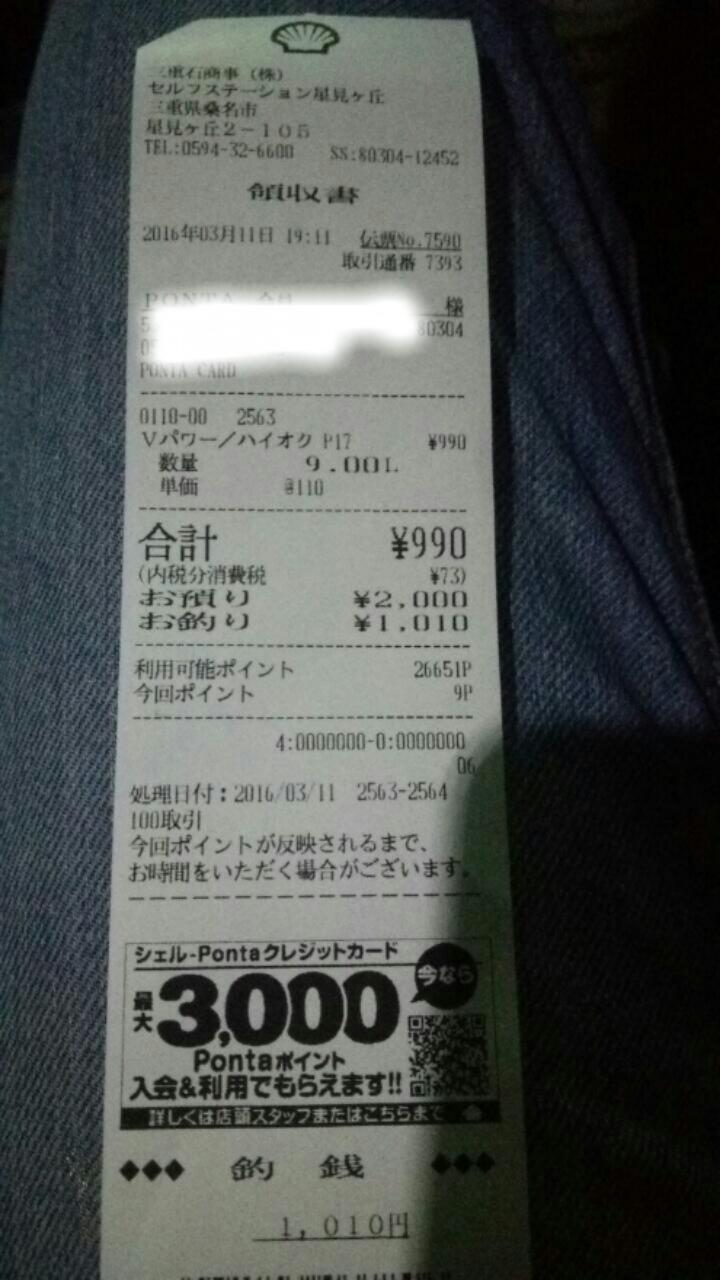 三重石商事(株)
セルフステーション星見ヶ丘
三重県桑名市
星見ヶ丘2-105
TEL:0594-32-6600 SS:80304-12452
領収書
2016年03月11日 19:11 伝票No.7590
取引通番 7393
PONTA 会員 様
80304
PONTA CARD
0110-00 2563
Vパワー/ハイオク P17 ¥990
数量 9.00L
単価 @110
合計 ¥990
(内税分消費税 ¥73)
お預り ¥2,000
お釣り ¥1,010
利用可能ポイント 26651P
今回ポイント 9P
4:0000000-0:0000000
06
処理日付:2016/03/11 2563-2564
100取引
今回ポイントが反映されるまで、
お時間をいただく場合がございます。
シェル-Pontaクレジットカード
今なら
最大3,000
Pontaポイント
入会&利用でもらえます!!
詳しくは店頭スタッフまたはこちらまで
◆◆◆ 釣 銭 ◆◆◆
1,010円